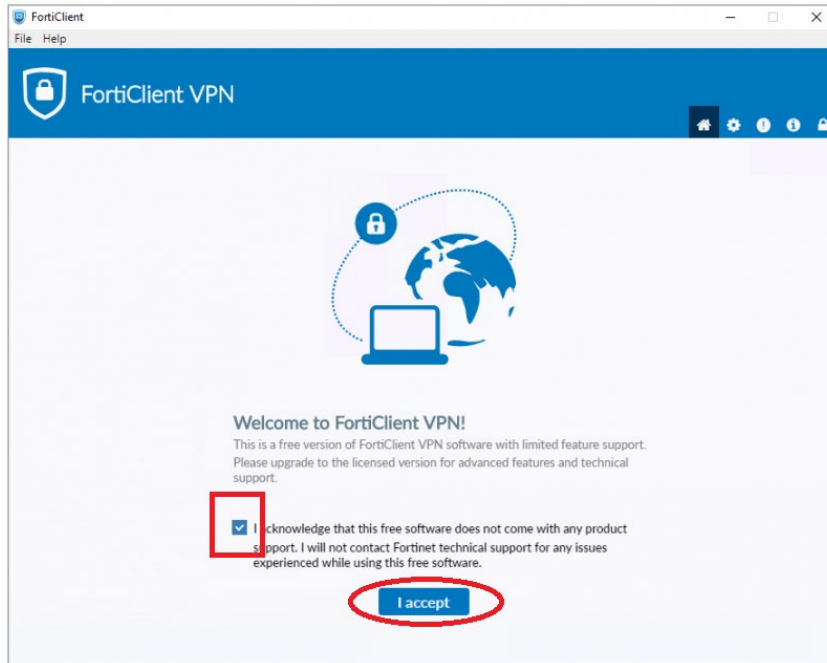 FortiClient
File Help
FortiClient VPN
Welcome to FortiClient VPN!
This is a free version of FortiClient VPN software with limited feature support.
Please upgrade to the licensed version for advanced features and technical
support.
I acknowledge that this free software does not come with any product
support. I will not contact Fortinet technical support for any issues
experienced while using this free software.
I accept